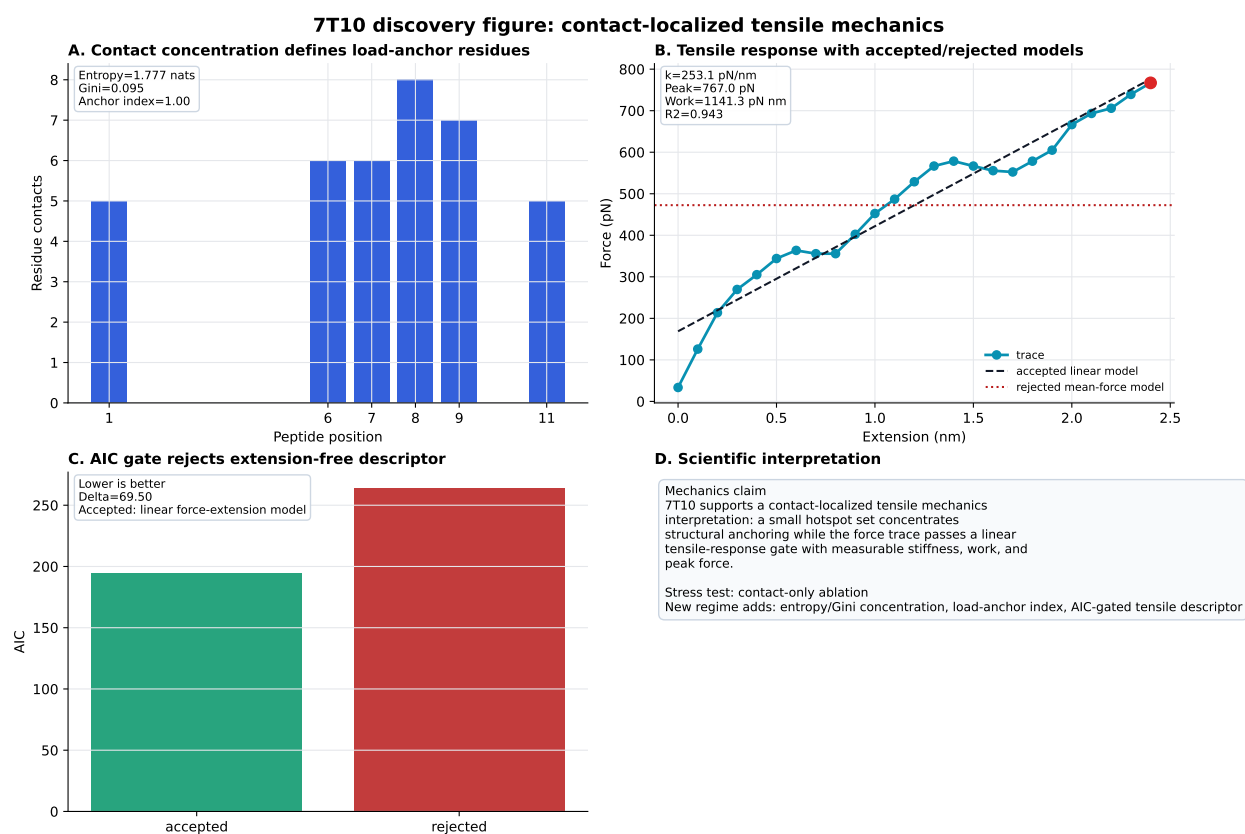 7T10 discovery figure: contact-localized tensile mechanics
A. Contact concentration defines load-anchor residues
Entropy=1.777 nats
Gini=0.095
Anchor index=1.00
Residue contacts
8
7
6
5
4
3
2
1
0
1
6
7
8
9
11
Peptide position
B. Tensile response with accepted/rejected models
k=253.1 pN/nm
Peak=767.0 pN
Work=1141.3 pN nm
R2=0.943
Force (pN)
800
700
600
500
400
300
200
100
0
trace
accepted linear model
rejected mean-force model
0.0
0.5
1.0
1.5
2.0
2.5
Extension (nm)
C. AIC gate rejects extension-free descriptor
Lower is better
Delta=69.50
Accepted: linear force-extension model
AIC
250
200
150
100
50
0
accepted
rejected
D. Scientific interpretation
Mechanics claim
7T10 supports a contact-localized tensile mechanics
interpretation: a small hotspot set concentrates
structural anchoring while the force trace passes a linear
tensile-response gate with measurable stiffness, work, and
peak force.
Stress test: contact-only ablation
New regime adds: entropy/Gini concentration, load-anchor index, AIC-gated tensile descriptor